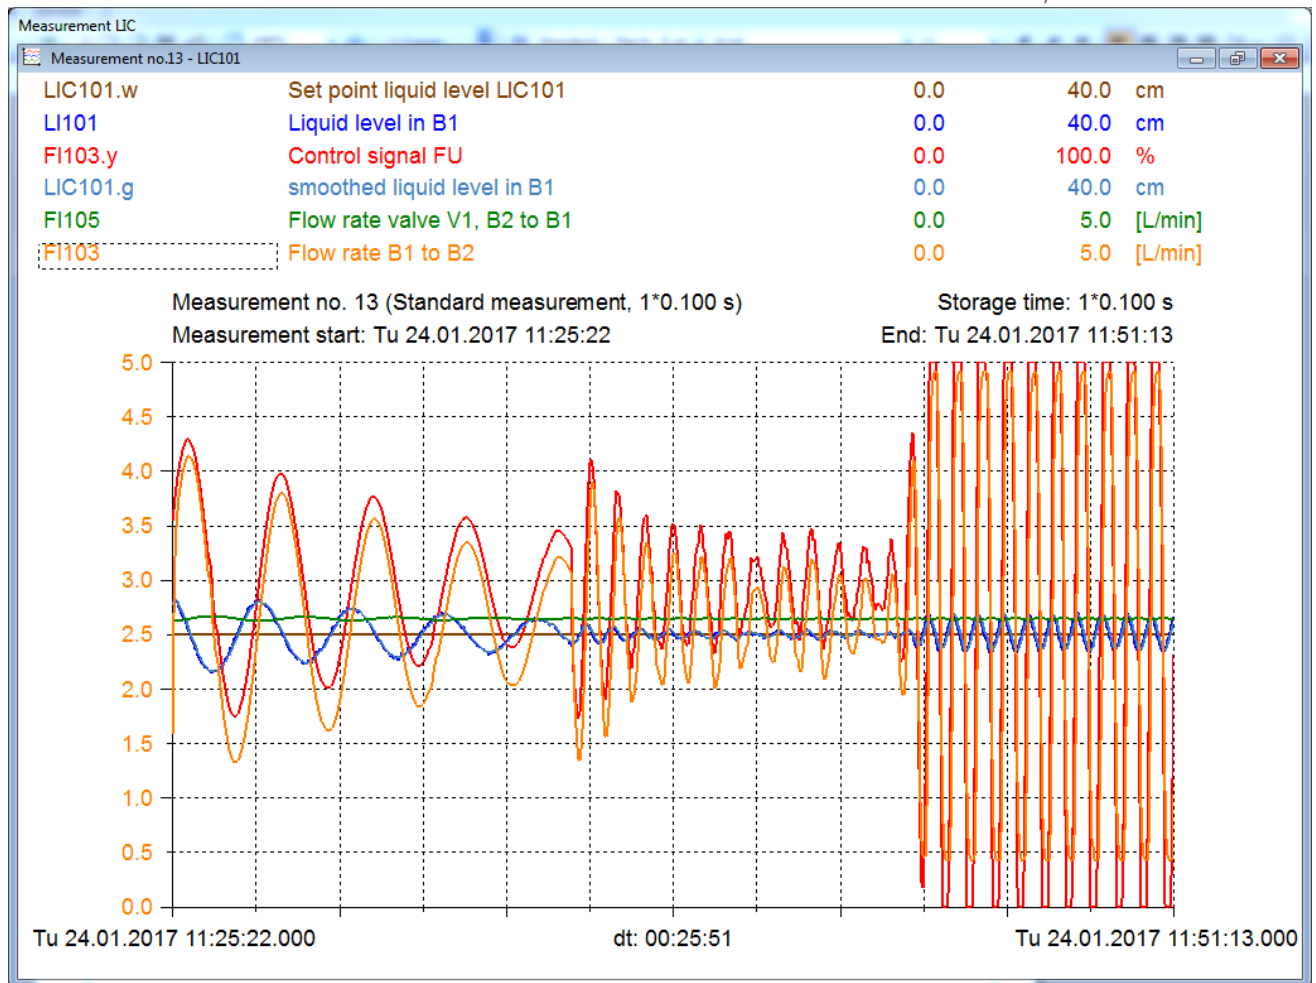 Measurement LIC
Measurement no.13 - LIC101
LIC101.w Set point liquid level LIC101 0.0 40.0 cm
LI101 Liquid level in B1 0.0 40.0 cm
FI103.y Control signal FU 0.0 100.0 %
LIC101.g smoothed liquid level in B1 0.0 40.0 cm
FI105 Flow rate valve V1, B2 to B1 0.0 5.0 [L/min]
FI103 Flow rate B1 to B2 0.0 5.0 [L/min]
Measurement no. 13 (Standard measurement, 1*0.100 s) Storage time: 1*0.100 s
Measurement start: Tu 24.01.2017 11:25:22 End: Tu 24.01.2017 11:51:13
5.0
4.5
4.0
3.5
3.0
2.5
2.0
1.5
1.0
0.5
0.0
Tu 24.01.2017 11:25:22.000 dt: 00:25:51 Tu 24.01.2017 11:51:13.000